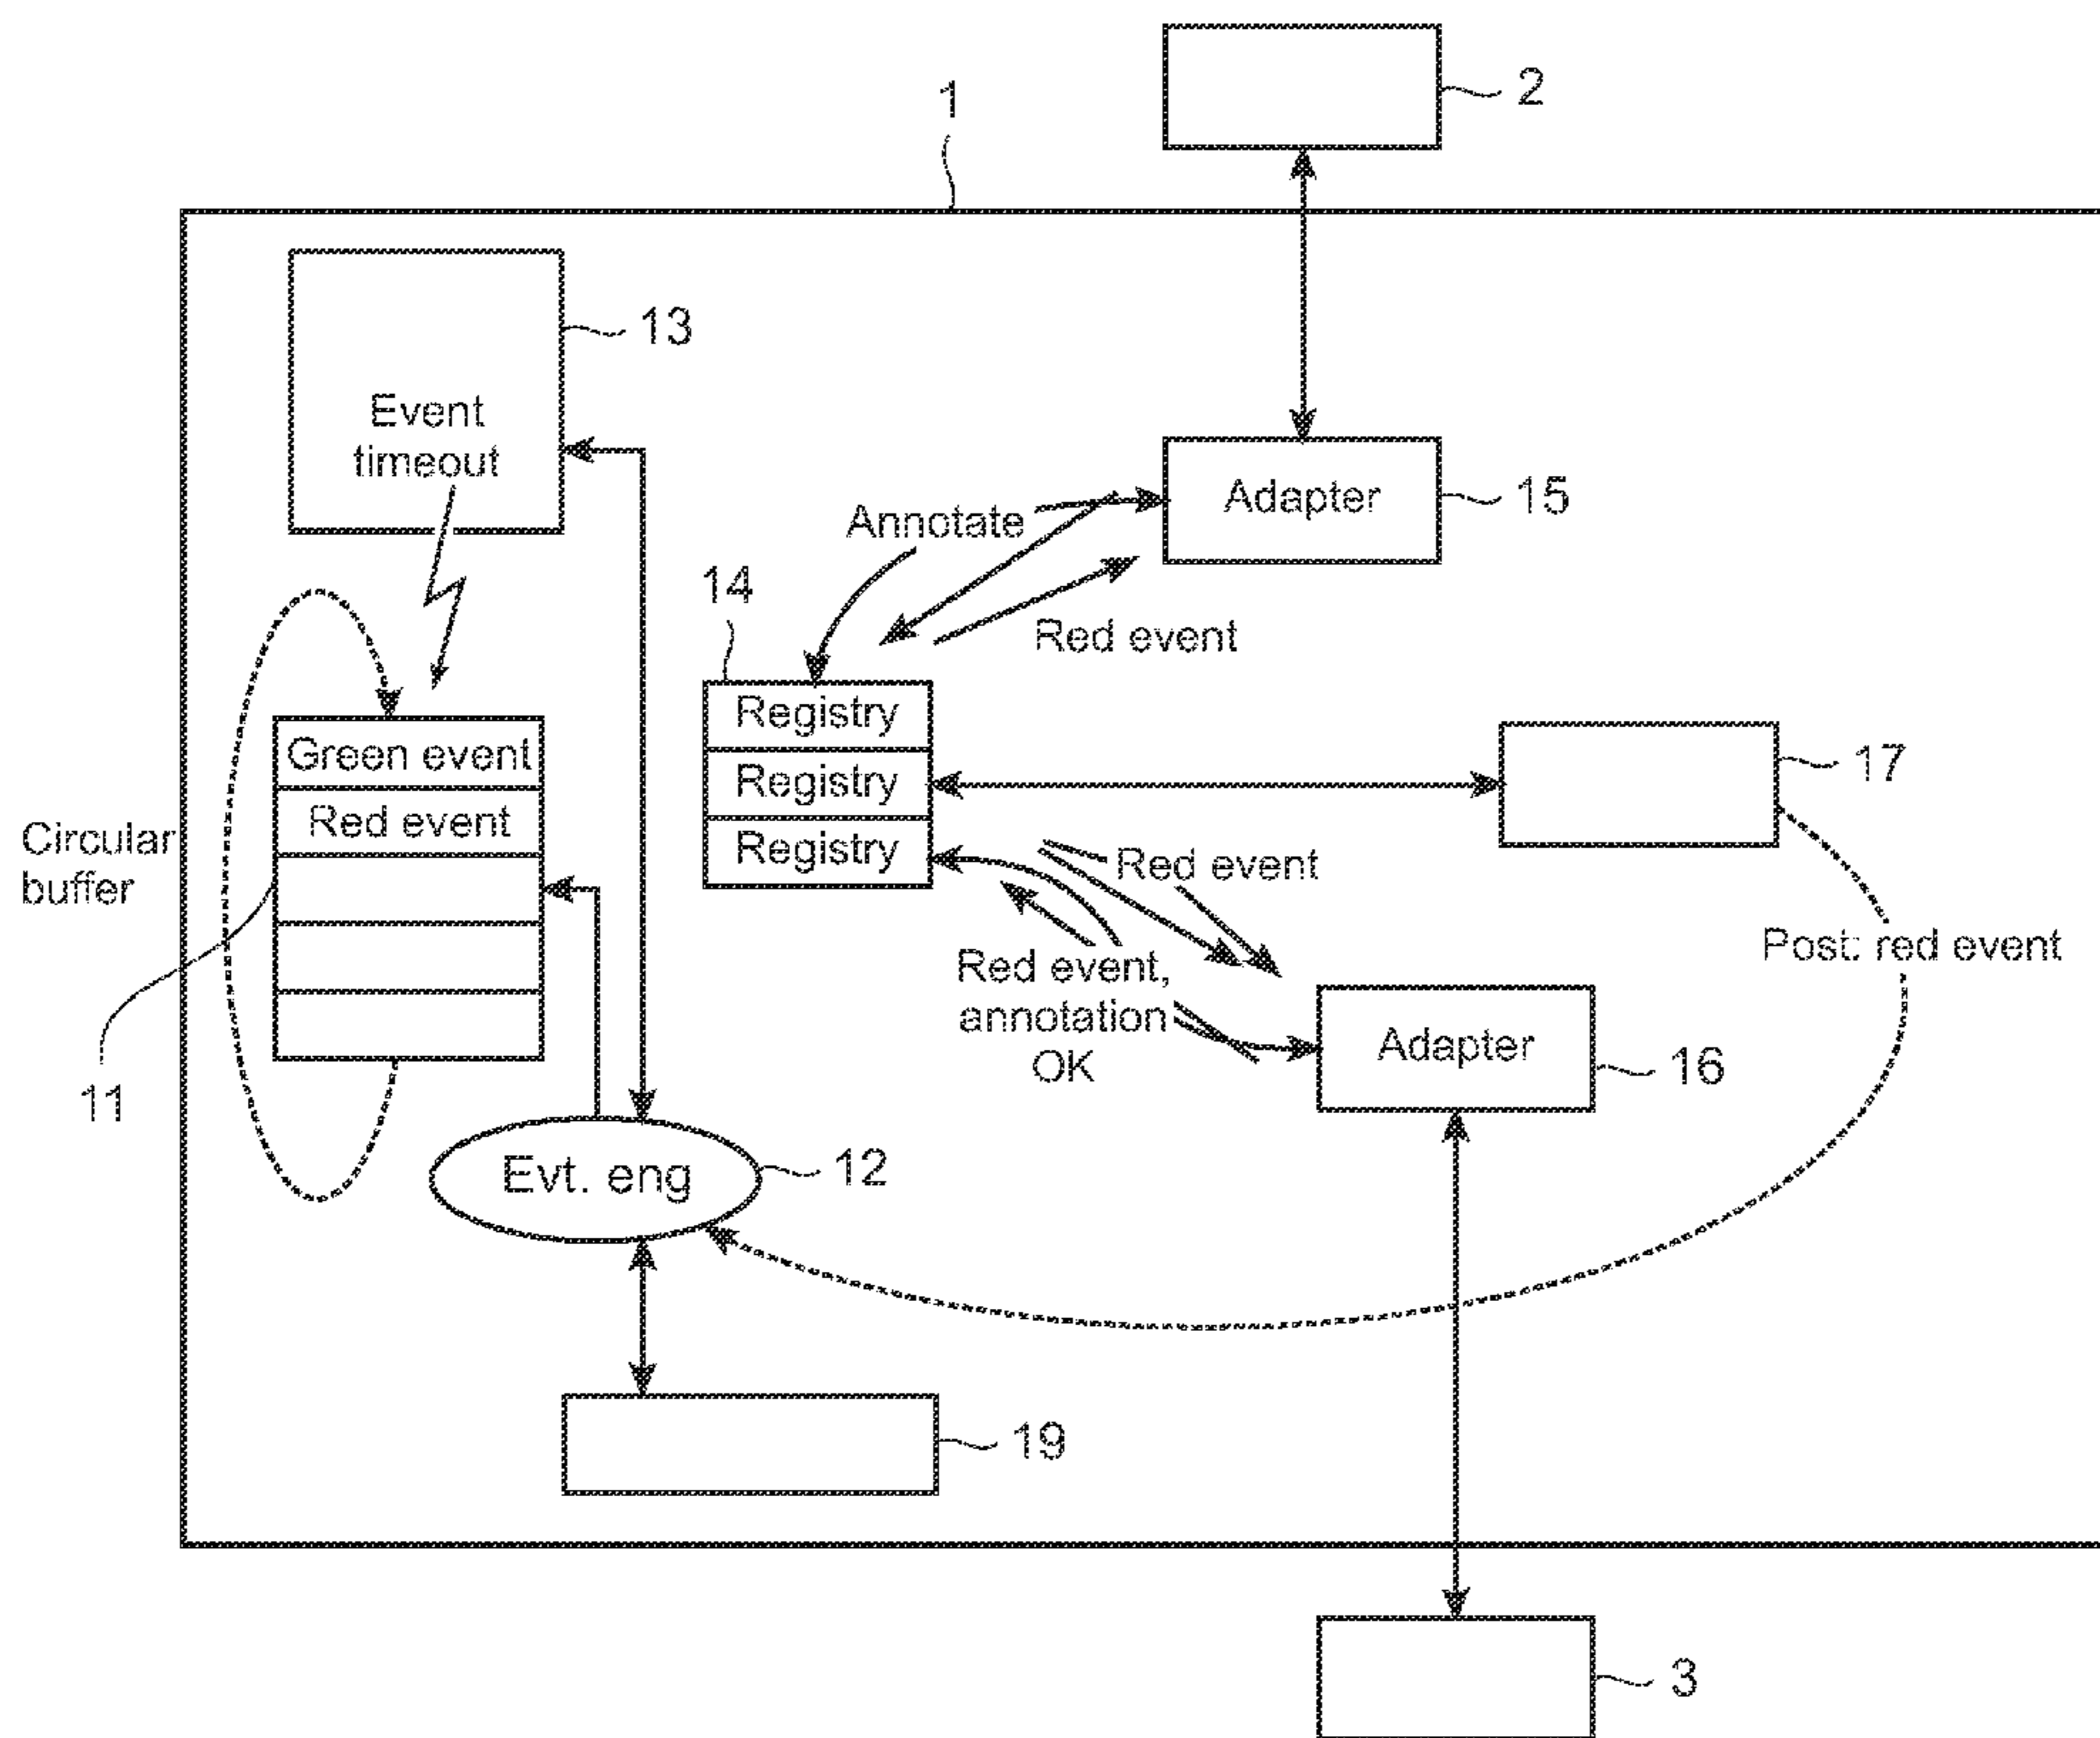 2
1
13
Event
timeout
Adapter
15
Annotate
14
Red event
Registry
Registry
Registry
Green event
Red event
17
Circular
buffer
Red event
Post: red event
Red event,
annotation
OK
Adapter
16
11
Evt. eng
12
19
3